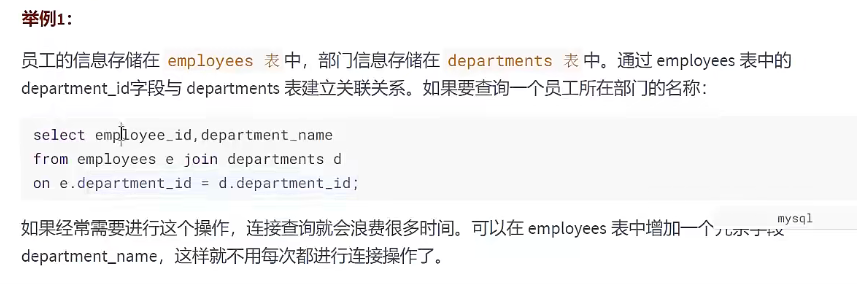 举例1：
员工的信息存储在 employees 表 中，部门信息存储在 departments 表 中。通过 employees 表中的
department_id字段与 departments 表建立关联关系。如果要查询一个员工所在部门的名称：
select employee_id,department_name
from employees e join departments d
on e.department_id = d.department_id;
mysql
如果经常需要进行这个操作，连接查询就会浪费很多时间。可以在 employees 表中增加一个冗余字段
department_name，这样就不用每次都进行连接操作了。